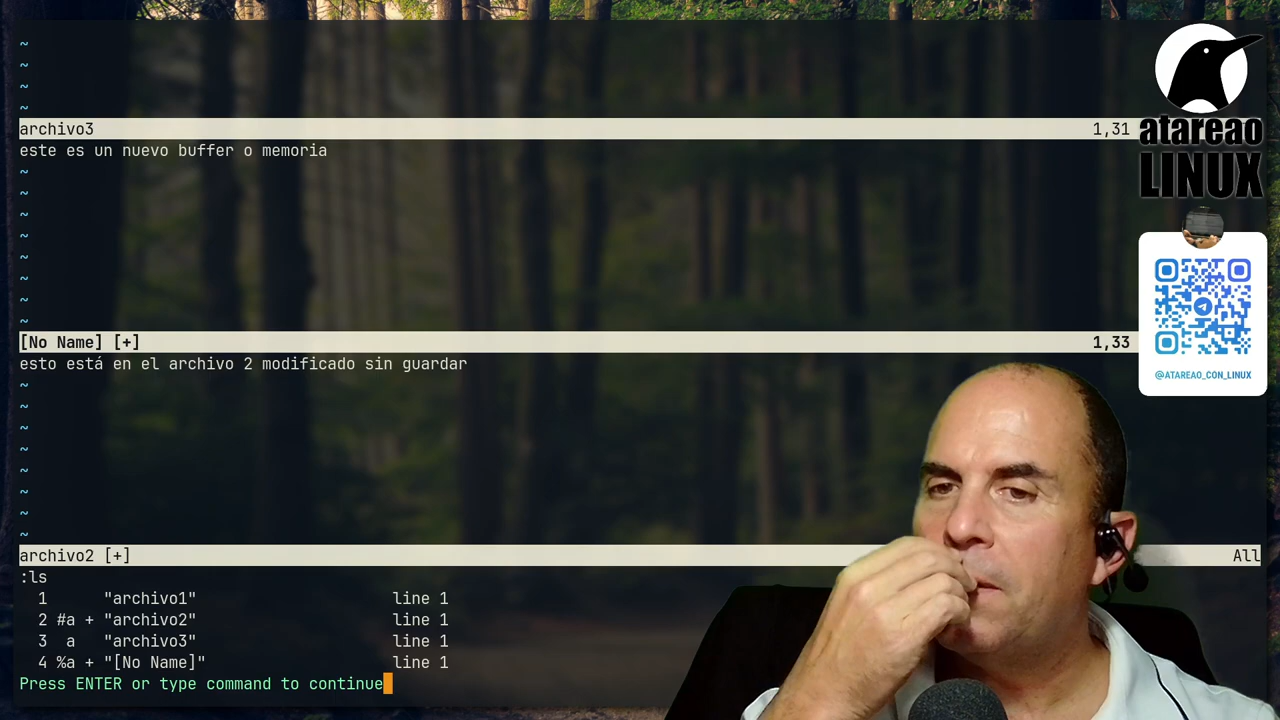 ~
~
~
~
archivo3 1,31
este es un nuevo buffer o memoria
~
~
~
~
~
~
~
~
[No Name] [+] 1,33
esto está en el archivo 2 modificado sin guardar
~
~
~
~
~
~
~
~
archivo2 [+] All
:ls
1 "archivo1" line 1
2 #a + "archivo2" line 1
3 a "archivo3" line 1
4 %a + "[No Name]" line 1
Press ENTER or type command to continue
atareao
LINUX
@ATAREAO_CON_LINUX